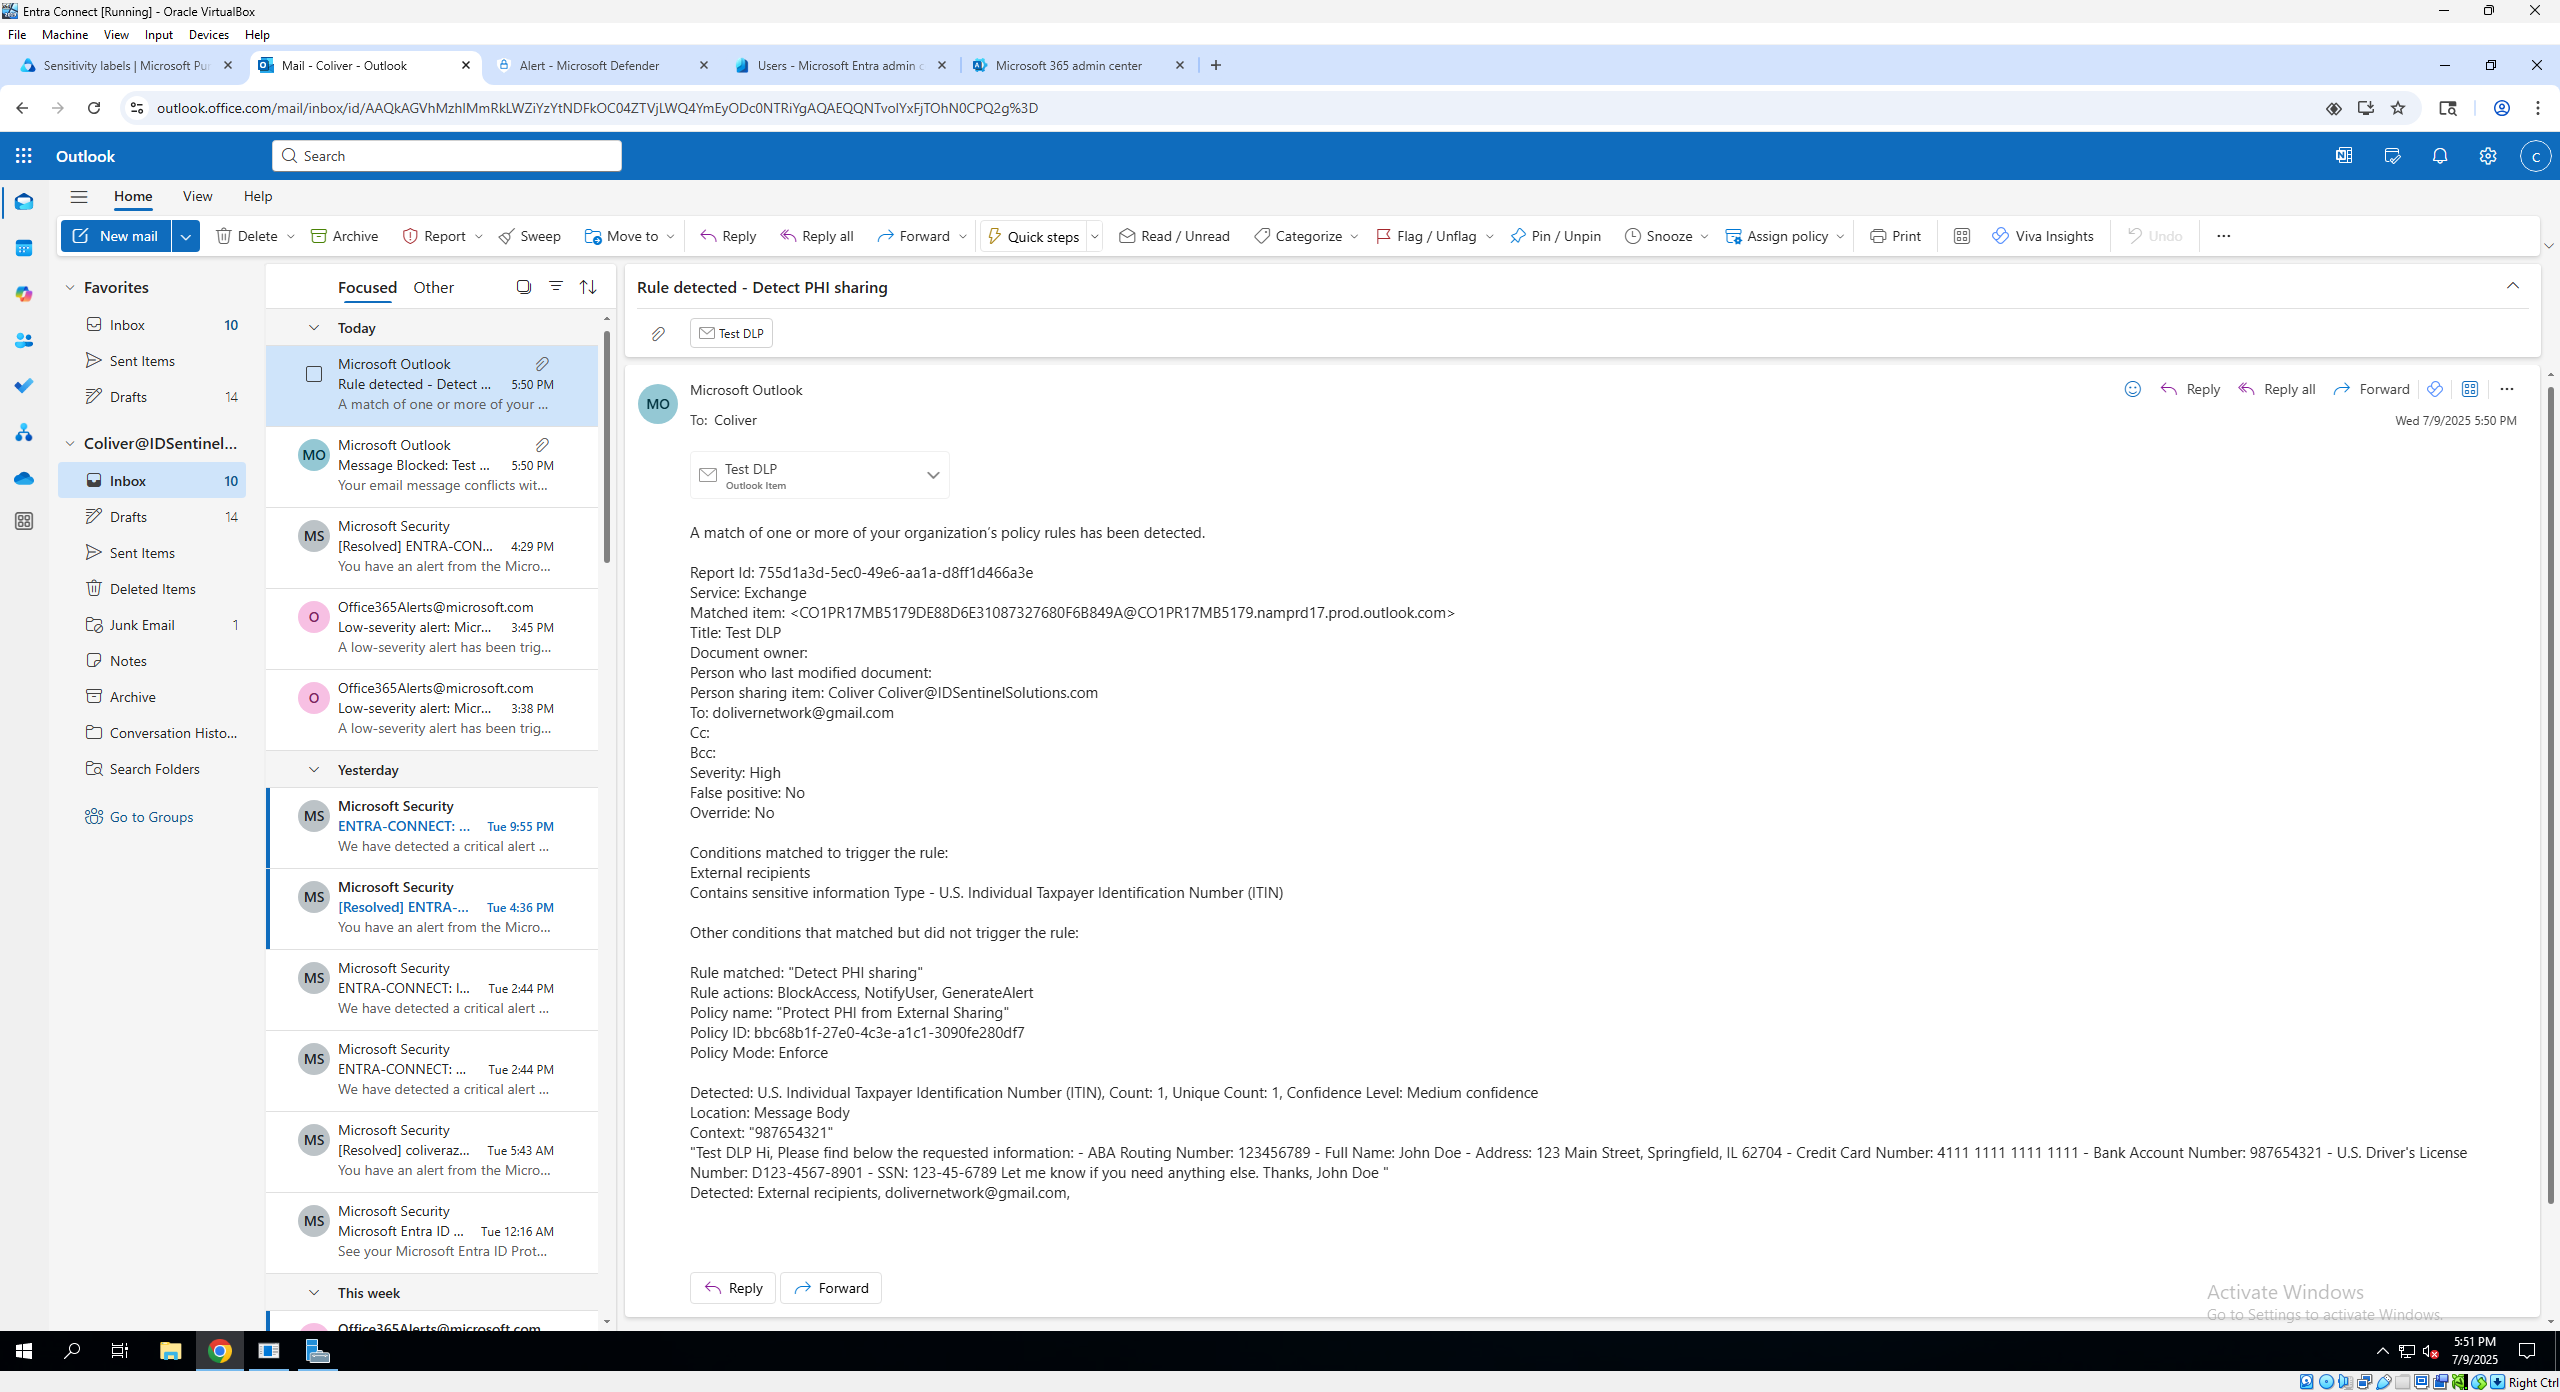 Entra Connect [Running] - Oracle VirtualBox
File Machine View Input Devices Help
Sensitivity labels | Microsoft Pur
Mail - Coliver - Outlook
Alert - Microsoft Defender
Users - Microsoft Entra admin c
Microsoft 365 admin center
outlook.office.com/mail/inbox/id/AAQkAGVhMzhlMmRkLWZiYzYtNDFkOC04ZTVjLWQ4YmEyODc0NTRiYgAQAEQQNTvolYxFjTOhN0CPQ2g%3D
Outlook
Search
C
Home View Help
New mail Delete Archive Report Sweep Move to Reply Reply all Forward Quick steps Read / Unread Categorize Flag / Unflag Pin / Unpin Snooze Assign policy Print Viva Insights Undo
Favorites
Inbox 10
Sent Items
Drafts 14
Coliver@IDSentinel...
Inbox 10
Drafts 14
Sent Items
Deleted Items
Junk Email 1
Notes
Archive
Conversation Histo...
Search Folders
Go to Groups
Focused Other
Today
Microsoft Outlook
Rule detected - Detect ... 5:50 PM
A match of one or more of your ...
MO
Microsoft Outlook
Message Blocked: Test ... 5:50 PM
Your email message conflicts wit...
MS
Microsoft Security
[Resolved] ENTRA-CON... 4:29 PM
You have an alert from the Micro...
O
Office365Alerts@microsoft.com
Low-severity alert: Micr... 3:45 PM
A low-severity alert has been trig...
O
Office365Alerts@microsoft.com
Low-severity alert: Micr... 3:38 PM
A low-severity alert has been trig...
Yesterday
MS
Microsoft Security
ENTRA-CONNECT: ... Tue 9:55 PM
We have detected a critical alert ...
MS
Microsoft Security
[Resolved] ENTRA-... Tue 4:36 PM
You have an alert from the Micro...
MS
Microsoft Security
ENTRA-CONNECT: I... Tue 2:44 PM
We have detected a critical alert ...
MS
Microsoft Security
ENTRA-CONNECT: ... Tue 2:44 PM
We have detected a critical alert ...
MS
Microsoft Security
[Resolved] coliveraz... Tue 5:43 AM
You have an alert from the Micro...
MS
Microsoft Security
Microsoft Entra ID ... Tue 12:16 AM
See your Microsoft Entra ID Prot...
This week
Office365Alerts@microsoft.com
Rule detected - Detect PHI sharing
Test DLP
MO
Microsoft Outlook
To: Coliver
Reply Reply all Forward
Wed 7/9/2025 5:50 PM
Test DLP
Outlook Item
A match of one or more of your organization's policy rules has been detected.
Report Id: 755d1a3d-5ec0-49e6-aa1a-d8ff1d466a3e
Service: Exchange
Matched item: <CO1PR17MB5179DE88D6E31087327680F6B849A@CO1PR17MB5179.namprd17.prod.outlook.com>
Title: Test DLP
Document owner:
Person who last modified document:
Person sharing item: Coliver Coliver@IDSentinelSolutions.com
To: dolivernetwork@gmail.com
Cc:
Bcc:
Severity: High
False positive: No
Override: No
Conditions matched to trigger the rule:
External recipients
Contains sensitive information Type - U.S. Individual Taxpayer Identification Number (ITIN)
Other conditions that matched but did not trigger the rule:
Rule matched: "Detect PHI sharing"
Rule actions: BlockAccess, NotifyUser, GenerateAlert
Policy name: "Protect PHI from External Sharing"
Policy ID: bbc68b1f-27e0-4c3e-a1c1-3090fe280df7
Policy Mode: Enforce
Detected: U.S. Individual Taxpayer Identification Number (ITIN), Count: 1, Unique Count: 1, Confidence Level: Medium confidence
Location: Message Body
Context: "987654321"
"Test DLP Hi, Please find below the requested information: - ABA Routing Number: 123456789 - Full Name: John Doe - Address: 123 Main Street, Springfield, IL 62704 - Credit Card Number: 4111 1111 1111 1111 - Bank Account Number: 987654321 - U.S. Driver's License
Number: D123-4567-8901 - SSN: 123-45-6789 Let me know if you need anything else. Thanks, John Doe "
Detected: External recipients, dolivernetwork@gmail.com,
Reply Forward
Activate Windows
Go to Settings to activate Windows.
5:51 PM
7/9/2025
Right Ctrl